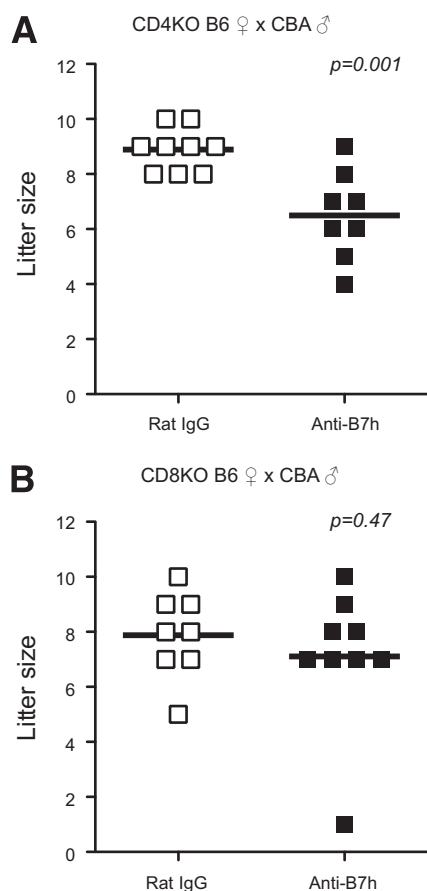 A
CD4KO B6 ♀ x CBA ♂
p=0.001
12
10
8
6
4
2
0
Litter size
Rat IgG
Anti-B7h
B
CD8KO B6 ♀ x CBA ♂
p=0.47
12
10
8
6
4
2
0
Litter size
Rat IgG
Anti-B7h